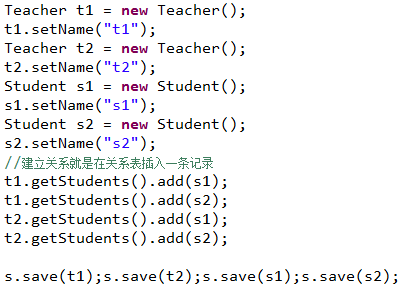 Teacher t1 = new Teacher();
t1.setName("t1");
Teacher t2 = new Teacher();
t2.setName("t2");
Student s1 = new Student();
s1.setName("s1");
Student s2 = new Student();
s2.setName("s2");
//建立关系就是在关系表插入一条记录
t1.getStudents().add(s1);
t1.getStudents().add(s2);
t2.getStudents().add(s1);
t2.getStudents().add(s2);
s.save(t1);s.save(t2);s.save(s1);s.save(s2);